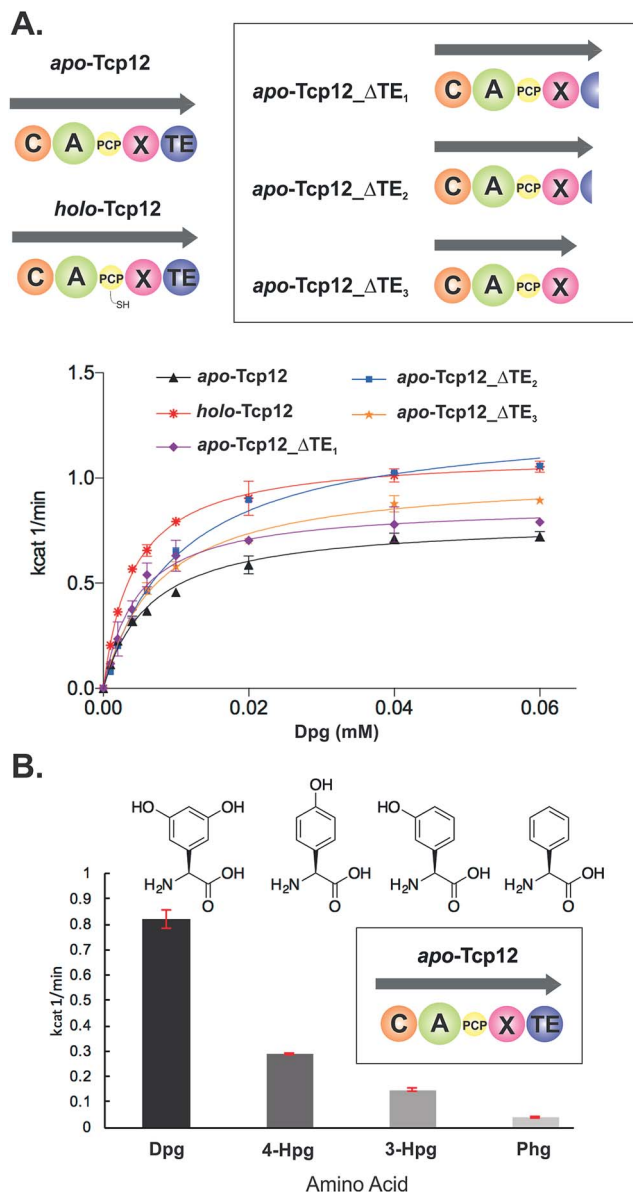 A.
apo-Tcp12
C A PCP X TE
holo-Tcp12
C A PCP X TE
SH
apo-Tcp12_ΔTE₁
C A PCP X
apo-Tcp12_ΔTE₂
C A PCP X
apo-Tcp12_ΔTE₃
C A PCP X
apo-Tcp12
holo-Tcp12
apo-Tcp12_ΔTE₁
apo-Tcp12_ΔTE₂
apo-Tcp12_ΔTE₃
kcat 1/min
1.5
1.0
0.5
0.0
0.00 0.02 0.04 0.06
Dpg (mM)
B.
HO OH
H₂N OH
O
OH
H₂N OH
O
HO
H₂N OH
O
H₂N OH
O
apo-Tcp12
C A PCP X TE
kcat 1/min
1
0.9
0.8
0.7
0.6
0.5
0.4
0.3
0.2
0.1
0
Dpg 4-Hpg 3-Hpg Phg
Amino Acid